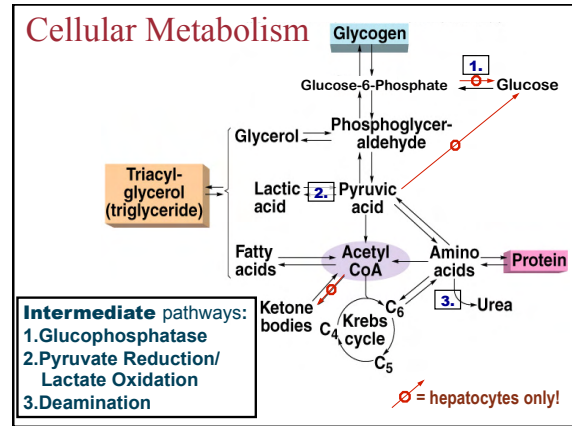 Cellular Metabolism
Glycogen
1.
Glucose-6-Phosphate
Glucose
Phosphoglycer-
aldehyde
Glycerol
Triacyl-
glycerol
(triglyceride)
Lactic
acid
2.
Pyruvic
acid
Fatty
acids
Acetyl
CoA
Amino
acids
Protein
3.
Urea
Ketone
bodies
C6
Krebs
cycle
C4
C5
Intermediate pathways:
1.Glucophosphatase
2.Pyruvate Reduction/
Lactate Oxidation
3.Deamination
= hepatocytes only!